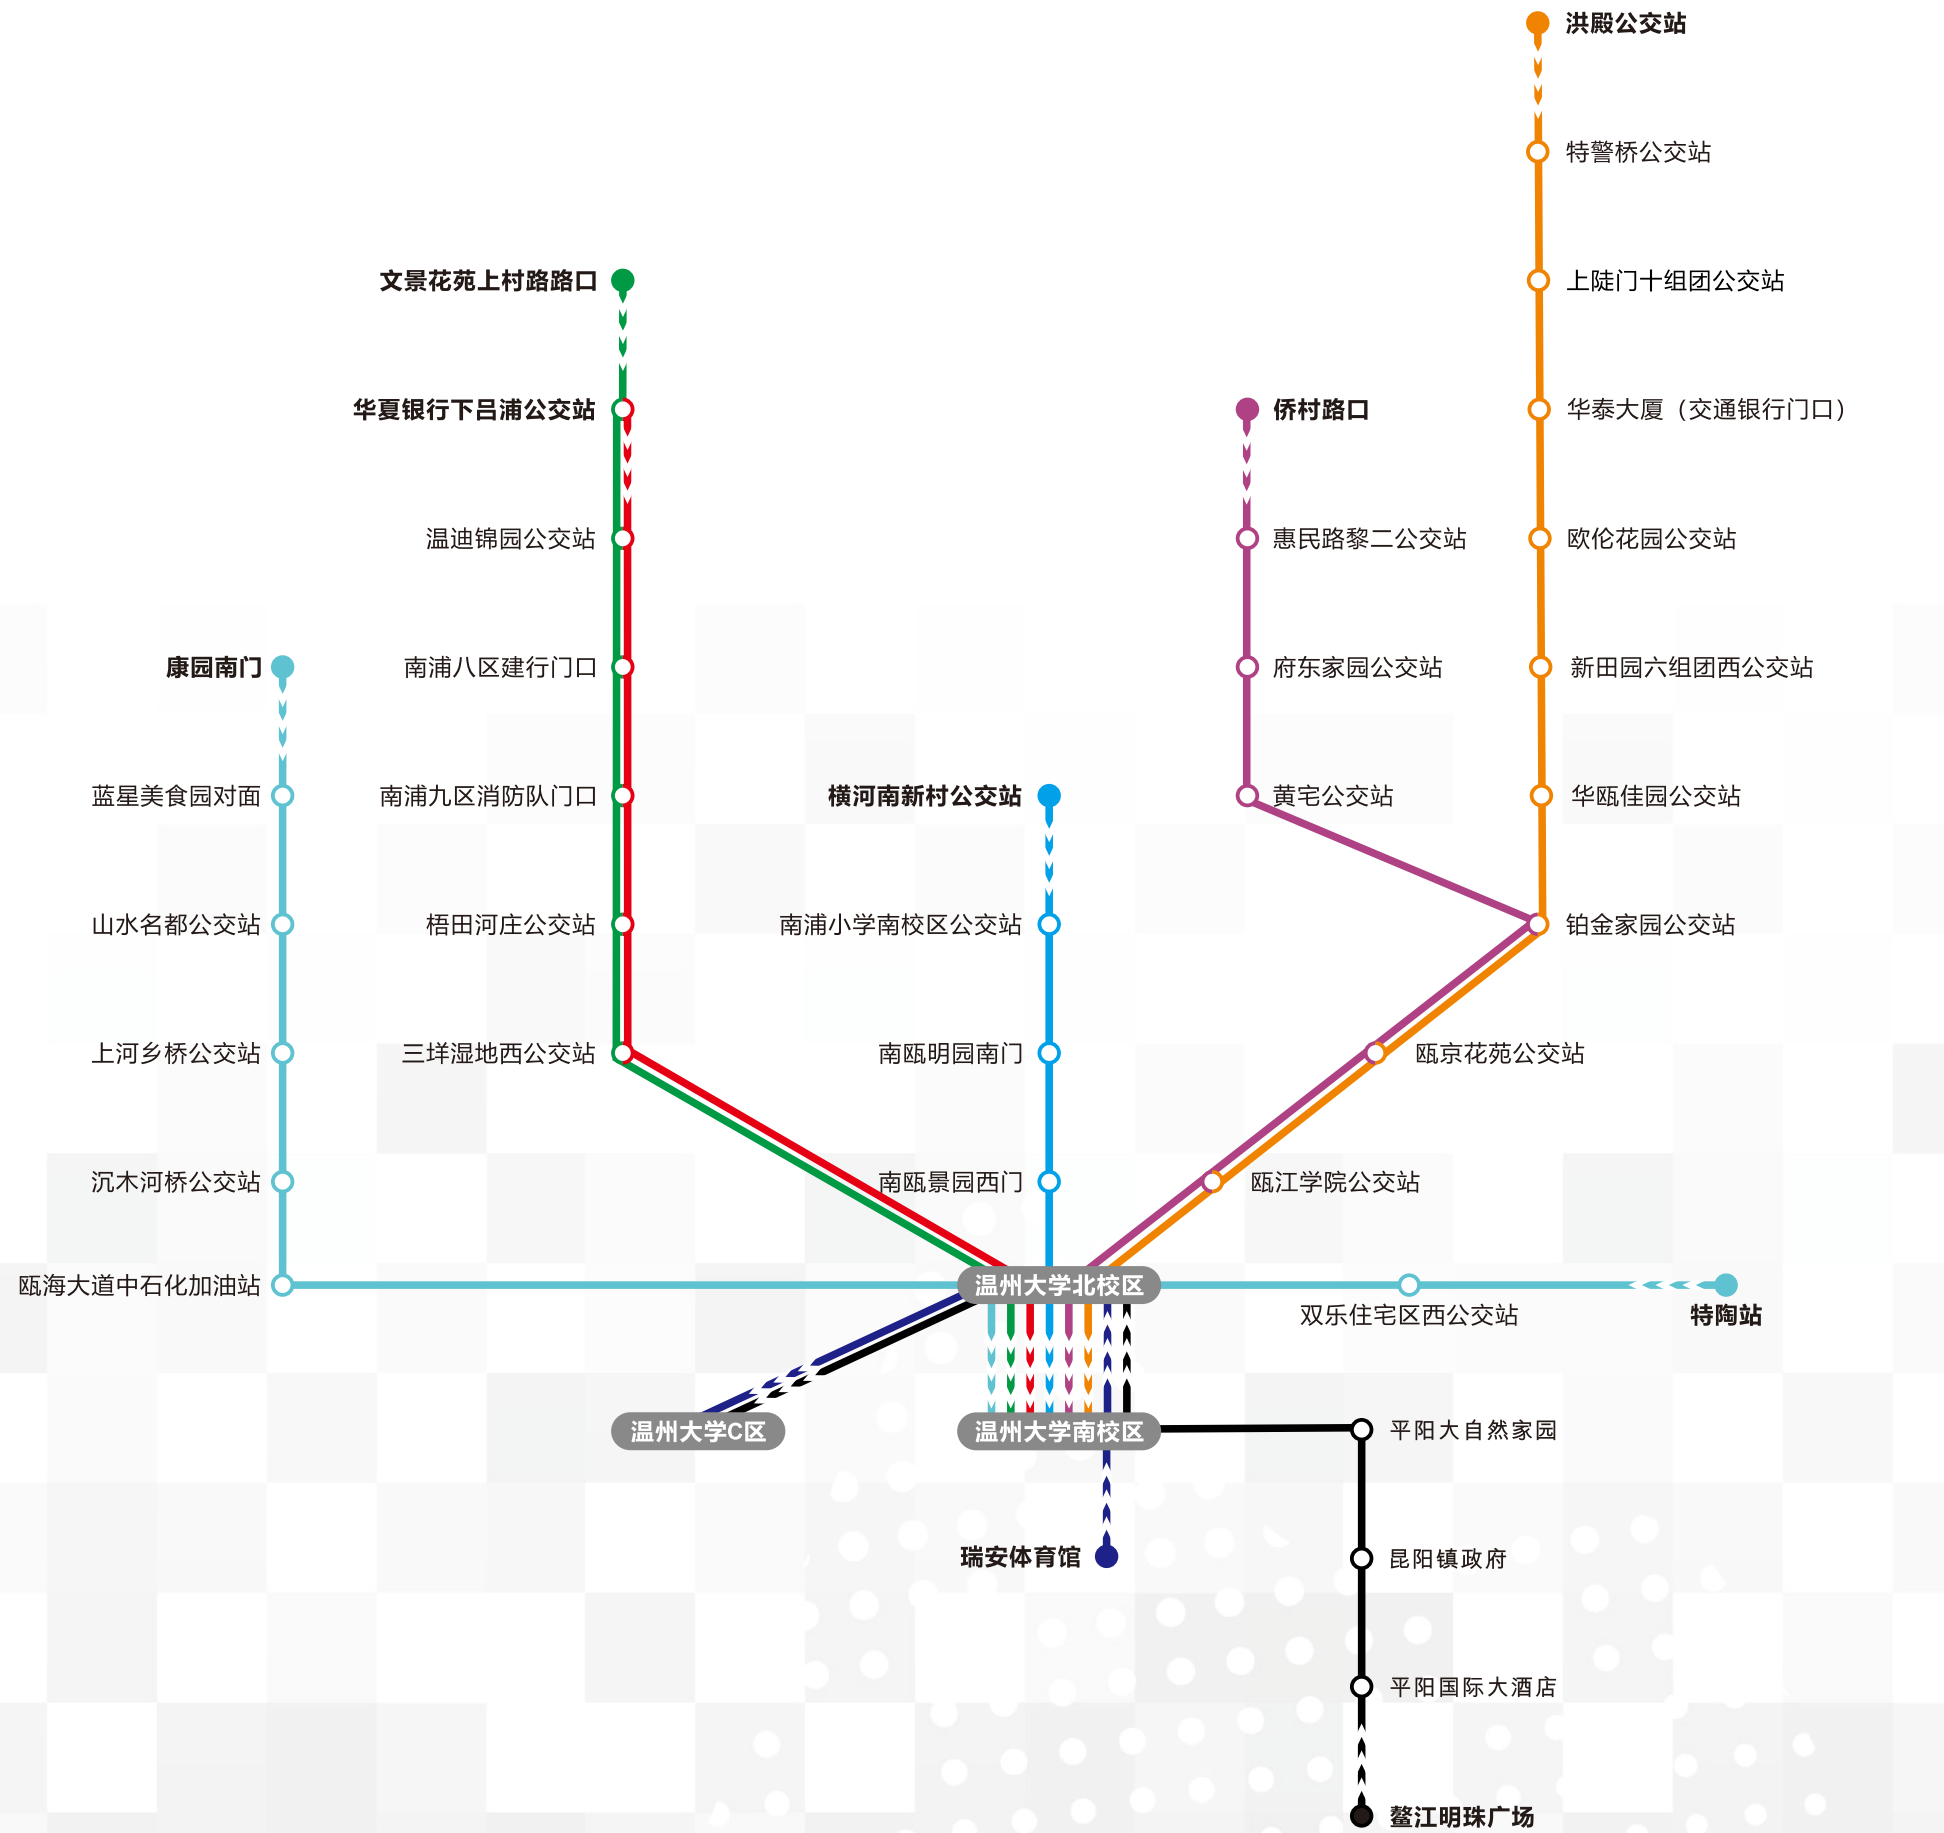 洪殿公交站
特警桥公交站
文景花苑上村路路口
上陡门十组团公交站
华夏银行下吕浦公交站
侨村路口
华泰大厦（交通银行门口）
温迪锦园公交站
惠民路黎二公交站
欧伦花园公交站
康园南门
南浦八区建行门口
府东家园公交站
新田园六组团西公交站
蓝星美食园对面
南浦九区消防队门口
横河南新村公交站
黄宅公交站
华瓯佳园公交站
山水名都公交站
梧田河庄公交站
南浦小学南校区公交站
铂金家园公交站
上河乡桥公交站
三垟湿地西公交站
南瓯明园南门
瓯京花苑公交站
沉木河桥公交站
南瓯景园西门
瓯江学院公交站
瓯海大道中石化加油站
温州大学北校区
双乐住宅区西公交站
特陶站
温州大学C区
温州大学南校区
平阳大自然家园
瑞安体育馆
昆阳镇政府
平阳国际大酒店
鳌江明珠广场